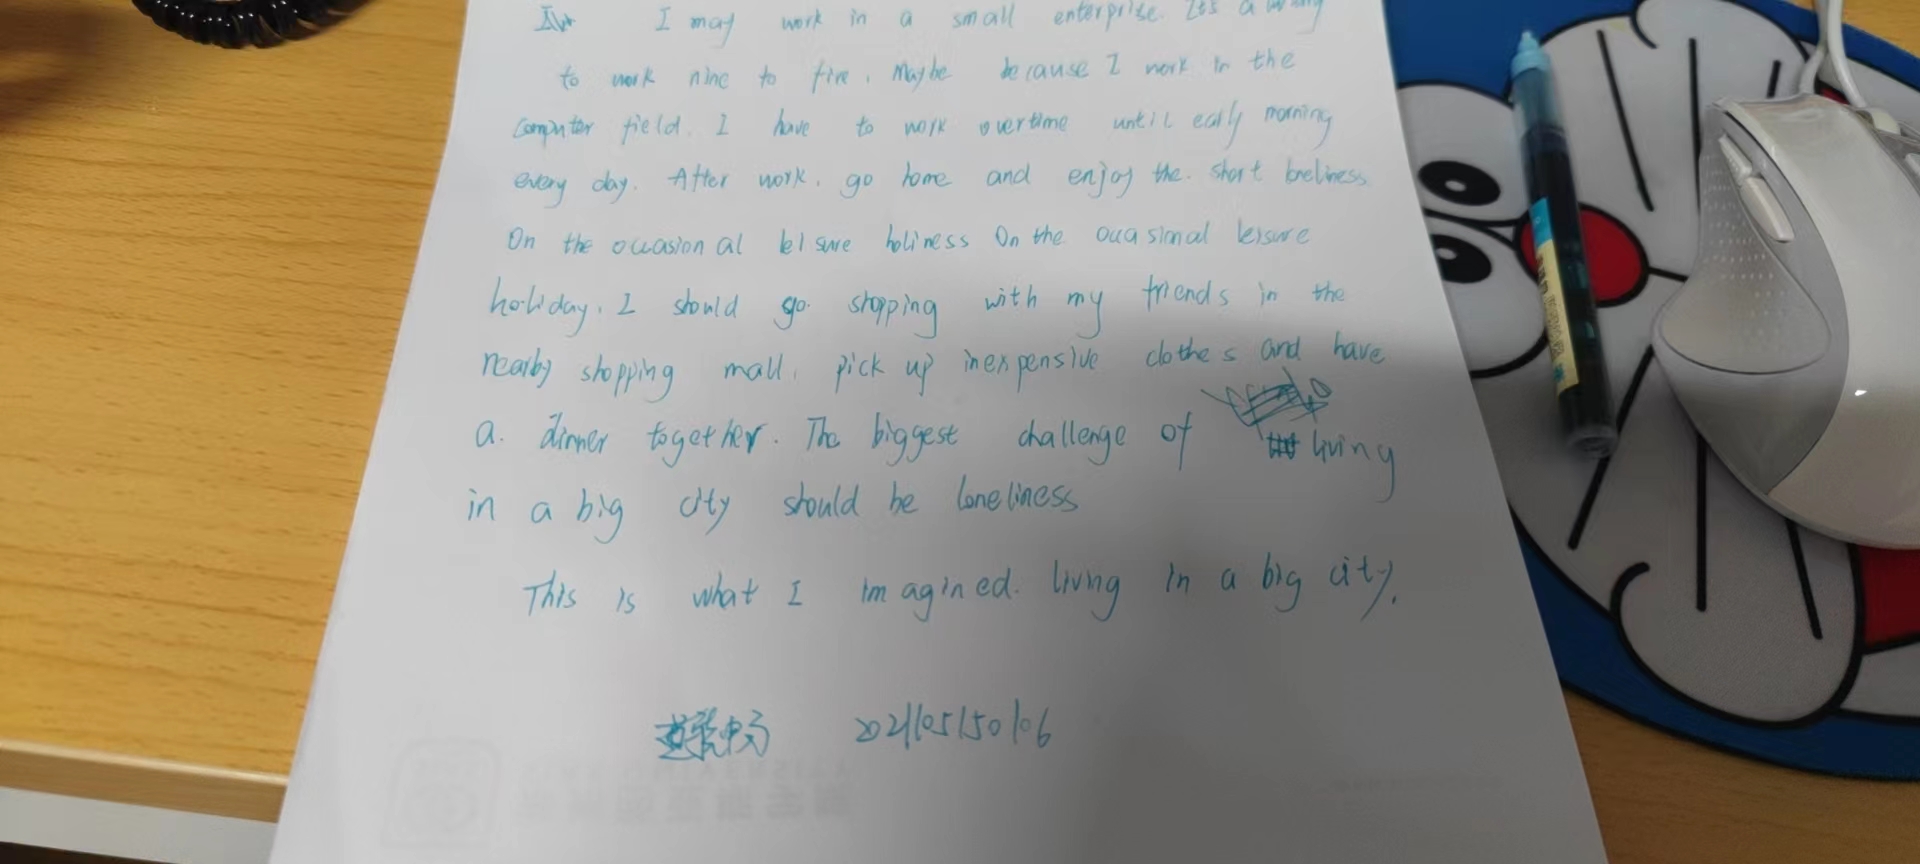 I may work in a small enterprise. It's a
to work nine to five. Maybe because I work in the
computer field. I have to work overtime until early morning
every day. After work. go home and enjoy the. short loneliness
On the occasional leisure holiness On the occasional leisure
holiday. I should go. shopping with my friends in the
nearby shopping mall. pick up inexpensive clothes and have
a. dinner together. The biggest challenge of living
in a big city should be loneliness
This is what I imagined. living in a big city.